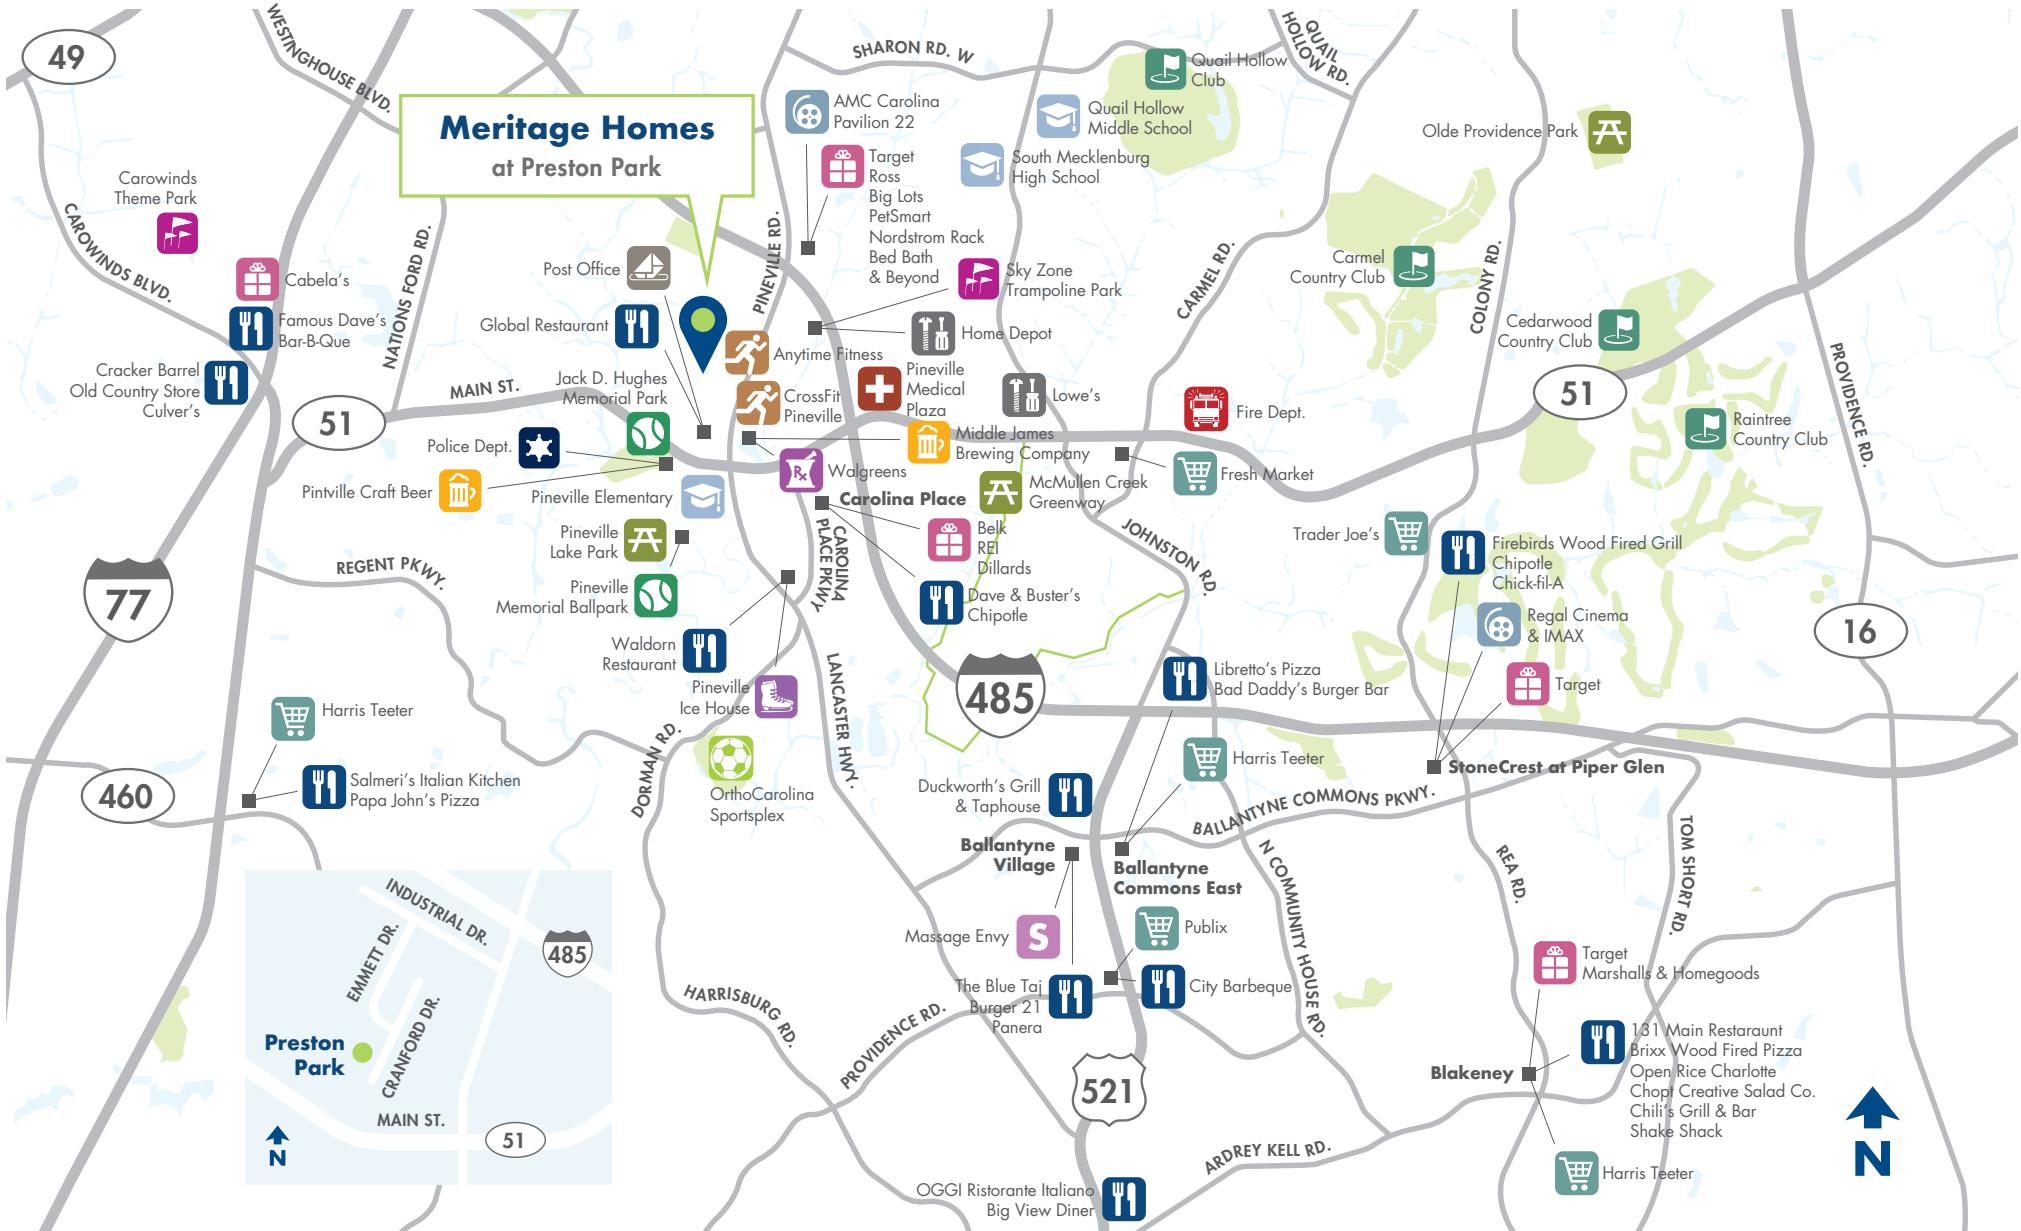 49
WESTINGHOUSE BLVD.
SHARON RD. W
QUAIL
HOLLOW RD.
Quail Hollow
Club
Meritage Homes
at Preston Park
AMC Carolina
Pavilion 22
Quail Hollow
Middle School
Olde Providence Park
Target
Ross
Big Lots
PetSmart
Nordstrom Rack
Bed Bath
& Beyond
South Mecklenburg
High School
Carowinds
Theme Park
CAROWINDS BLVD.
NATIONS FORD RD.
PINEVILLE RD.
CARMEL RD.
COLONY RD.
Carmel
Country Club
Cabela's
Post Office
Sky Zone
Trampoline Park
Famous Dave's
Bar-B-Que
Global Restaurant
Home Depot
Cedarwood
Country Club
PROVIDENCE RD.
Cracker Barrel
Old Country Store
Culver's
MAIN ST.
Jack D. Hughes
Memorial Park
Anytime Fitness
CrossFit
Pineville
Pineville
Medical
Plaza
Lowe's
Fire Dept.
51
51
Raintree
Country Club
Police Dept.
Middle James
Brewing Company
Walgreens
Rx
Fresh Market
Pintville Craft Beer
Pineville Elementary
Carolina Place
McMullen Creek
Greenway
Pineville
Lake Park
CAROLINA
PLACE PKWY
Belk
REI
Dillards
JOHNSTON RD.
Trader Joe's
Firebirds Wood Fired Grill
Chipotle
Chick-fil-A
REGENT PKWY.
77
Pineville
Memorial Ballpark
Dave & Buster's
Chipotle
Regal Cinema
& IMAX
16
Waldorn
Restaurant
LANCASTER HWY.
Libretto's Pizza
Bad Daddy's Burger Bar
Target
Pineville
Ice House
485
Harris Teeter
DORMAN RD.
Harris Teeter
StoneCrest at Piper Glen
460
Salmeri's Italian Kitchen
Papa John's Pizza
OrthoCarolina
Sportsplex
Duckworth's Grill
& Taphouse
BALLANTYNE COMMONS PKWY.
Ballantyne
Village
Ballantyne
Commons East
N COMMUNITY HOUSE RD.
REA RD.
TOM SHORT RD.
Massage Envy
S
Publix
The Blue Taj
Burger 21
Panera
City Barbeque
Target
Marshalls & Homegoods
HARRISBURG RD.
PROVIDENCE RD.
521
Blakeney
131 Main Restaraunt
Brixx Wood Fired Pizza
Open Rice Charlotte
Chopt Creative Salad Co.
Chili's Grill & Bar
Shake Shack
ARDREY KELL RD.
Harris Teeter
OGGI Ristorante Italiano
Big View Diner
N
INDUSTRIAL DR.
EMMETT DR.
485
CRANFORD DR.
Preston
Park
MAIN ST.
51
N